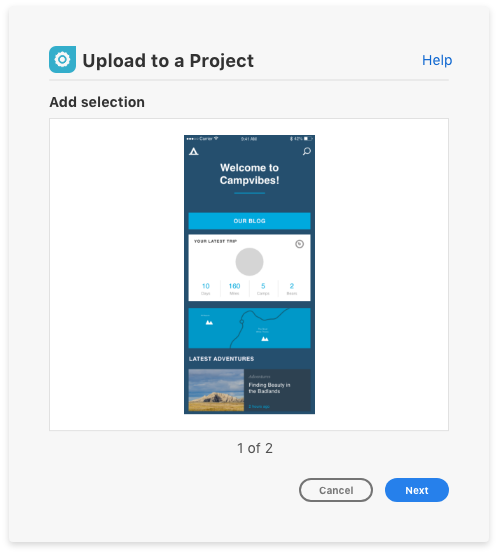 Upload to a Project
Help
Add selection
Carrier
9:41 AM
42%
Welcome to
Campvibes!
OUR BLOG
YOUR LATEST TRIP
10
160
5
2
Days
Miles
Camps
Bears
LATEST ADVENTURES
Adventures
Finding Beauty in
the Badlands
1 of 2
Cancel
Next